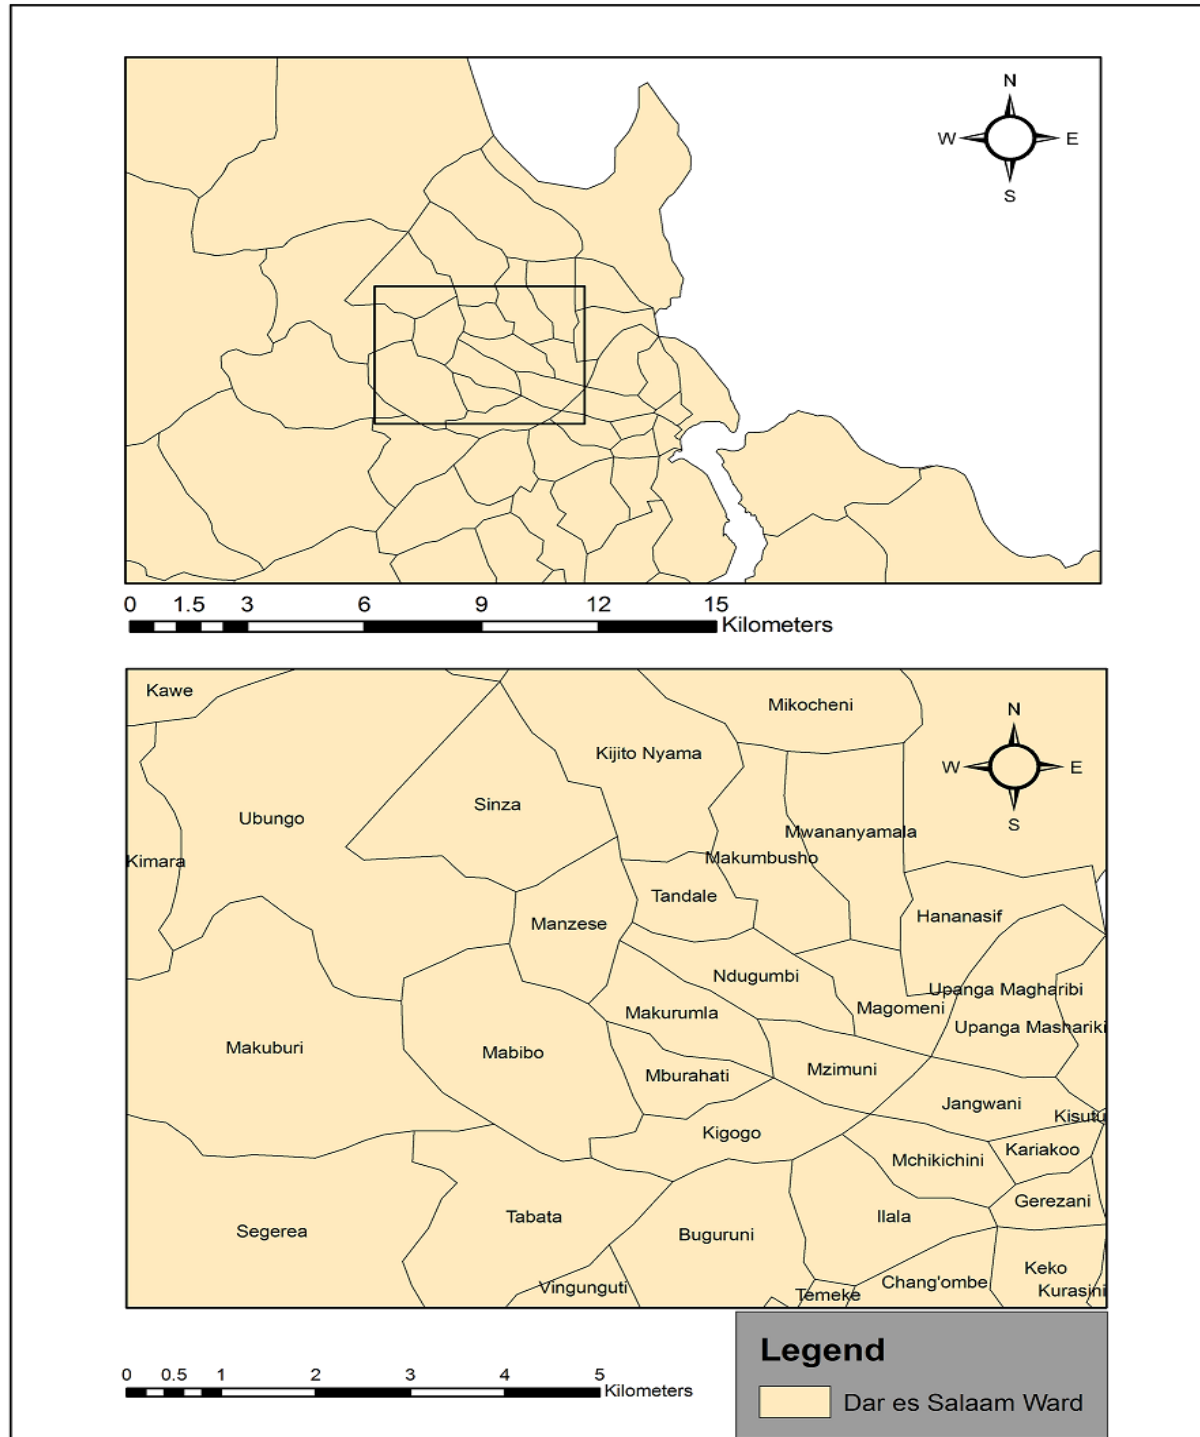 N
W E
S
0 1.5 3 6 9 12 15
Kilometers
Kawe
Mikocheni
N
Kijito Nyama
W E
Sinza
Ubungo
S
Mwananyamala
Kimara
Makumbusho
Tandale
Hananasif
Manzese
Ndugumbi
Upanga Magharibi
Magomeni
Makurumla
Upanga Mashariki
Makuburi
Mabibo
Mzimuni
Mburahati
Jangwani
Kisutu
Kigogo
Kariakoo
Mchikichini
Gerezani
Tabata
Ilala
Segerea
Buguruni
Keko
Chang'ombe
Vingunguti
Kurasini
Temeke
Legend
0 0.5 1 2 3 4 5
Kilometers
Dar es Salaam Ward